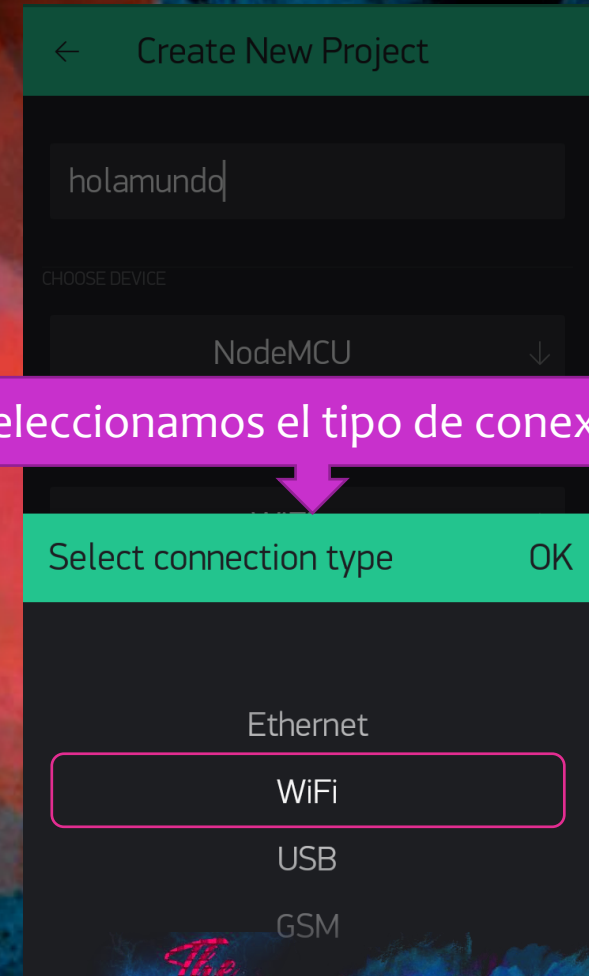 ← Create New Project
holamundo
CHOOSE DEVICE
NodeMCU ↓
eleccionamos el tipo de conex
Select connection type OK
Ethernet
WiFi
USB
GSM
The